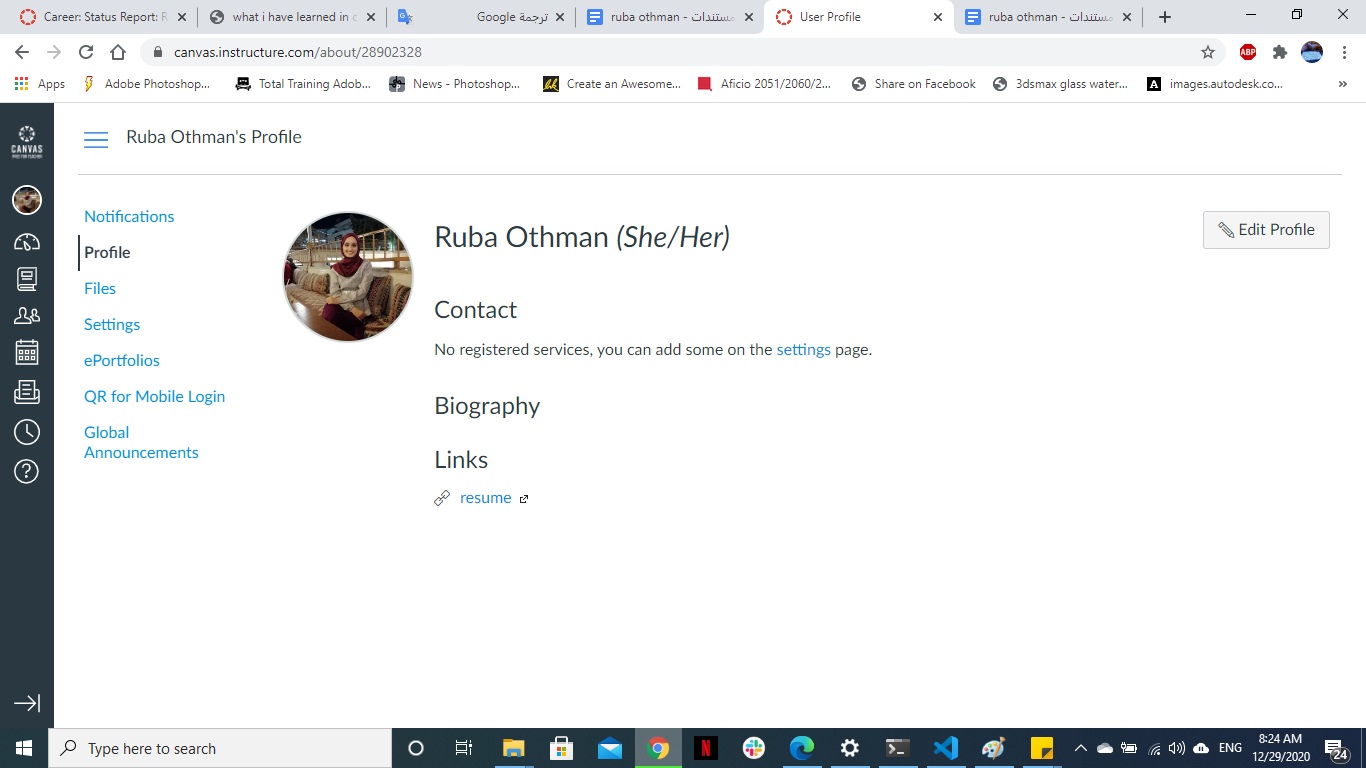 Career: Status Report: R
what i have learned in c
ترجمة Google
ruba othman - مستندات
User Profile
ruba othman - مستندات
canvas.instructure.com/about/28902328
ABP
Apps
Adobe Photoshop...
Total Training Adob...
News - Photoshop...
Create an Awesome...
Aficio 2051/2060/2...
Share on Facebook
3dsmax glass water...
images.autodesk.co...
»
CANVAS
FREE FOR TEACHER
Ruba Othman's Profile
Notifications
Profile
Files
Settings
ePortfolios
QR for Mobile Login
Global
Announcements
Ruba Othman (She/Her)
Edit Profile
Contact
No registered services, you can add some on the settings page.
Biography
Links
resume
Type here to search
ENG
8:24 AM
12/29/2020
24